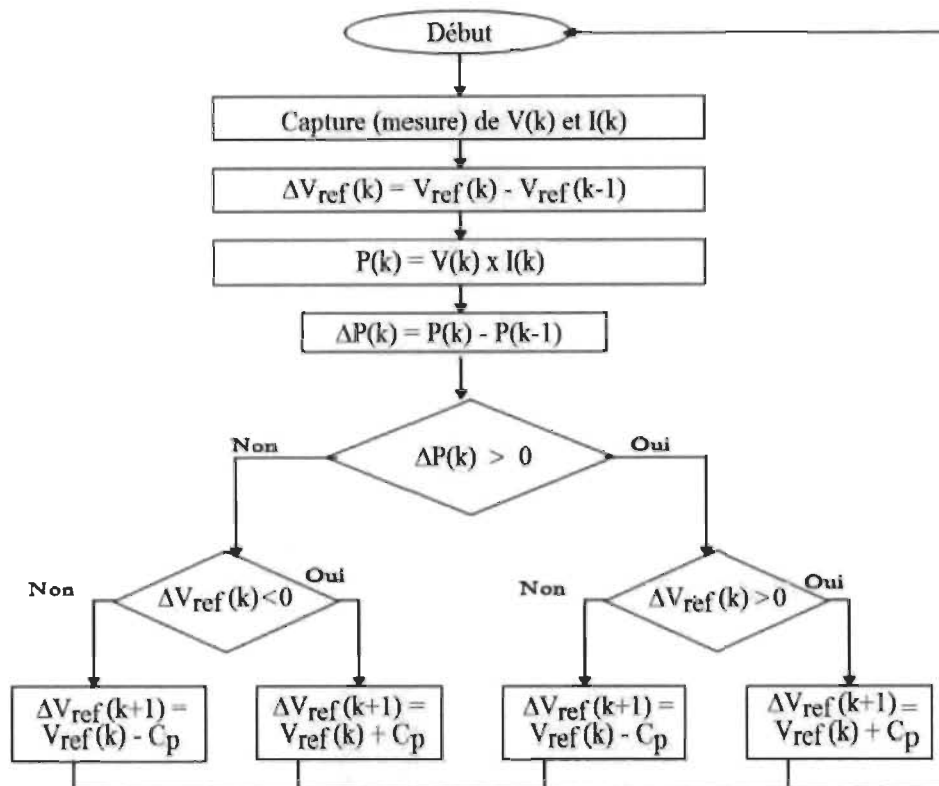 Début
Capture (mesure) de V(k) et I(k)
ΔVref (k) = Vref (k) - Vref (k-1)
P(k) = V(k) x I(k)
ΔP(k) = P(k) - P(k-1)
Non
ΔP(k) > 0
Oui
Non
ΔVref (k)<0
Oui
Non
ΔVref (k) >0
Oui
ΔVref (k+1) =
Vref (k) - Cp
ΔVref (k+1) =
Vref (k) + Cp
ΔVref (k+1) =
Vref (k) - Cp
ΔVref (k+1) =
Vref (k) + Cp